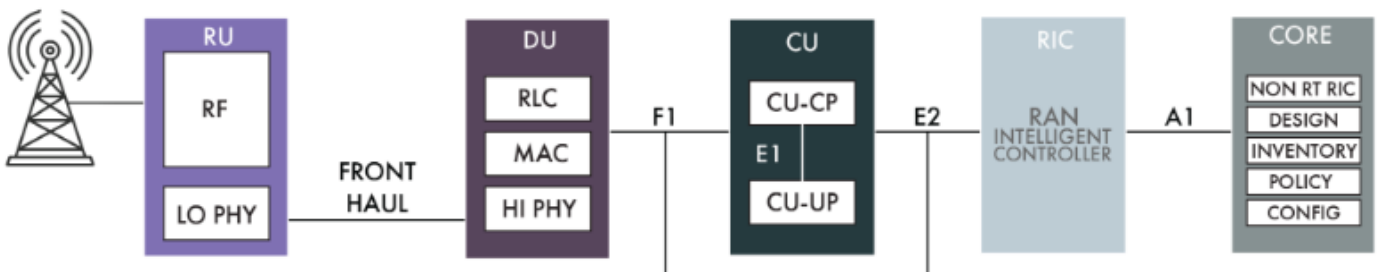 RU
RF
LO PHY
FRONT
HAUL
DU
RLC
MAC
HI PHY
F1
CU
CU-CP
E1
CU-UP
E2
RIC
RAN
INTELLIGENT
CONTROLLER
A1
CORE
NON RT RIC
DESIGN
INVENTORY
POLICY
CONFIG